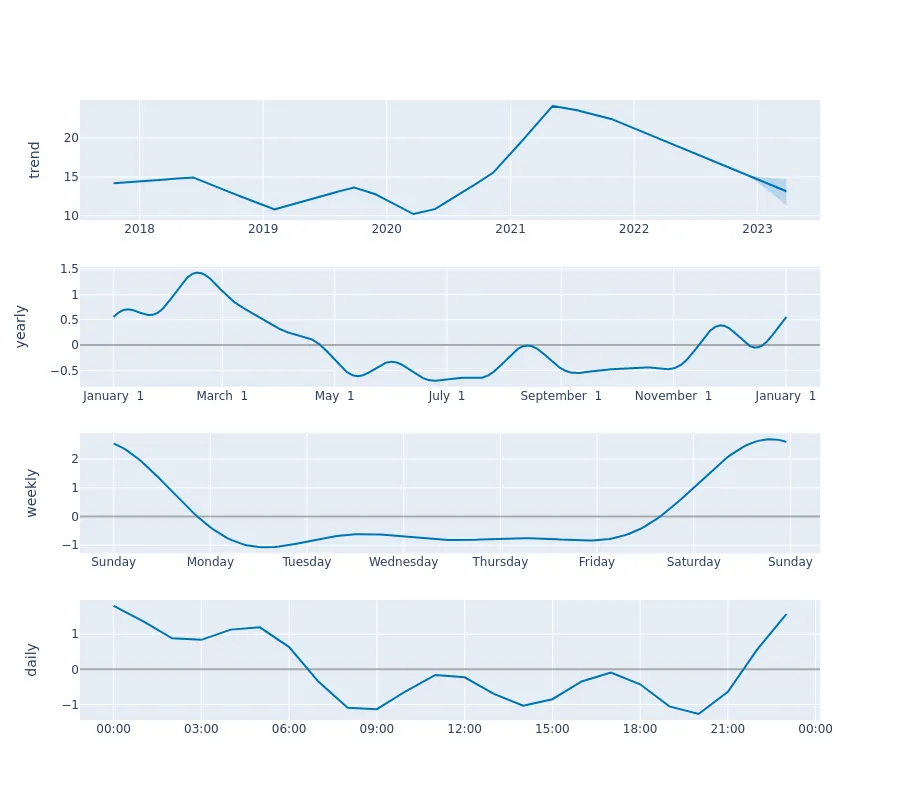 trend
20
15
10
2018 2019 2020 2021 2022 2023
yearly
1.5
1
0.5
0
−0.5
January 1 March 1 May 1 July 1 September 1 November 1 January 1
weekly
2
1
0
−1
Sunday Monday Tuesday Wednesday Thursday Friday Saturday Sunday
daily
1
0
−1
00:00 03:00 06:00 09:00 12:00 15:00 18:00 21:00 00:00